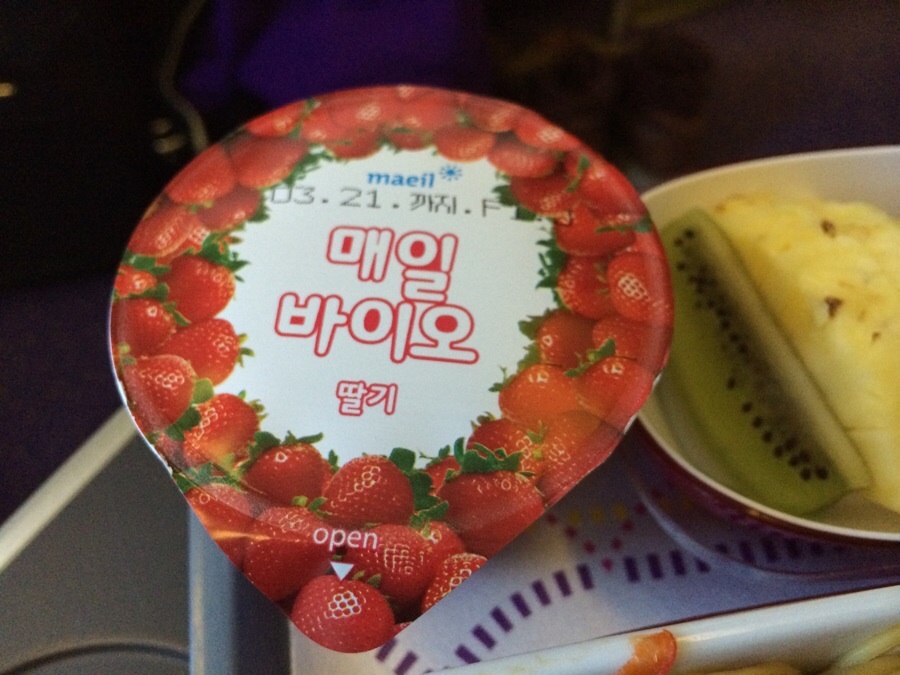 maeil
03.21.까지.F
매일
바이오
딸기
open